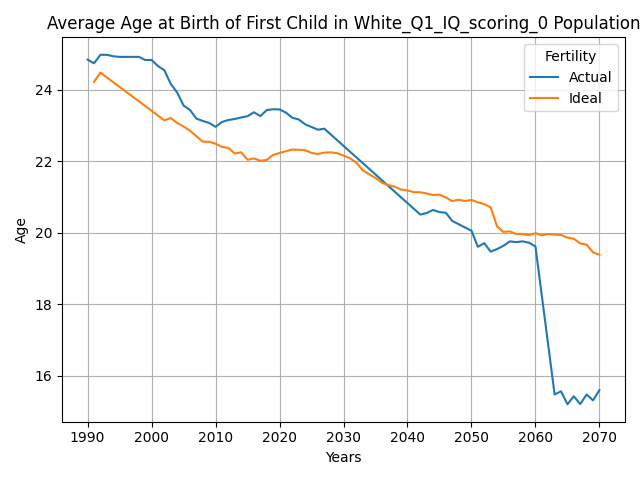 Average Age at Birth of First Child in White_Q1_IQ_scoring_0 Population
Fertility
Actual
Ideal
Age
24
22
20
18
16
1990
2000
2010
2020
2030
2040
2050
2060
2070
Years